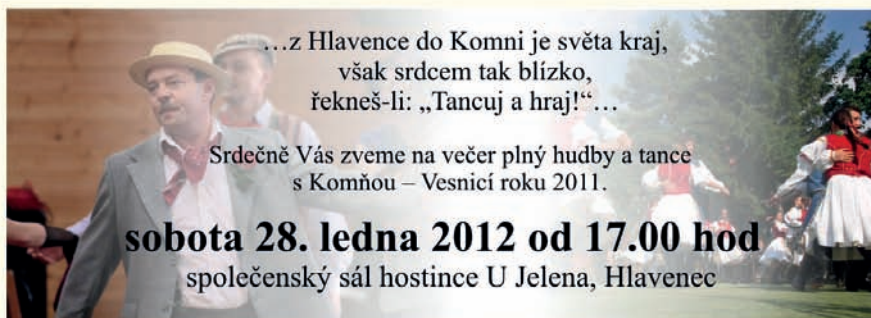 …z Hlavence do Komni je světa kraj,
však srdcem tak blízko,
řekneš-li: „Tancuj a hraj!“…
Srdečně Vás zveme na večer plný hudby a tance
s Komňou – Vesnicí roku 2011.
sobota 28. ledna 2012 od 17.00 hod
společenský sál hostince U Jelena, Hlavenec